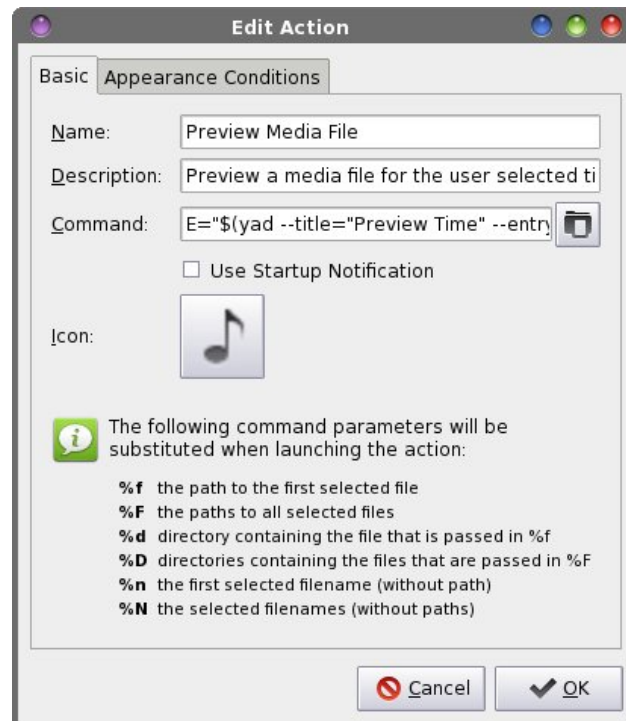 Edit Action
Basic Appearance Conditions
Name: Preview Media File
Description: Preview a media file for the user selected ti
Command: E="$(yad --title="Preview Time" --entry
Use Startup Notification
Icon:
The following command parameters will be
substituted when launching the action:
%f the path to the first selected file
%F the paths to all selected files
%d directory containing the file that is passed in %f
%D directories containing the files that are passed in %F
%n the first selected filename (without path)
%N the selected filenames (without paths)
Cancel OK